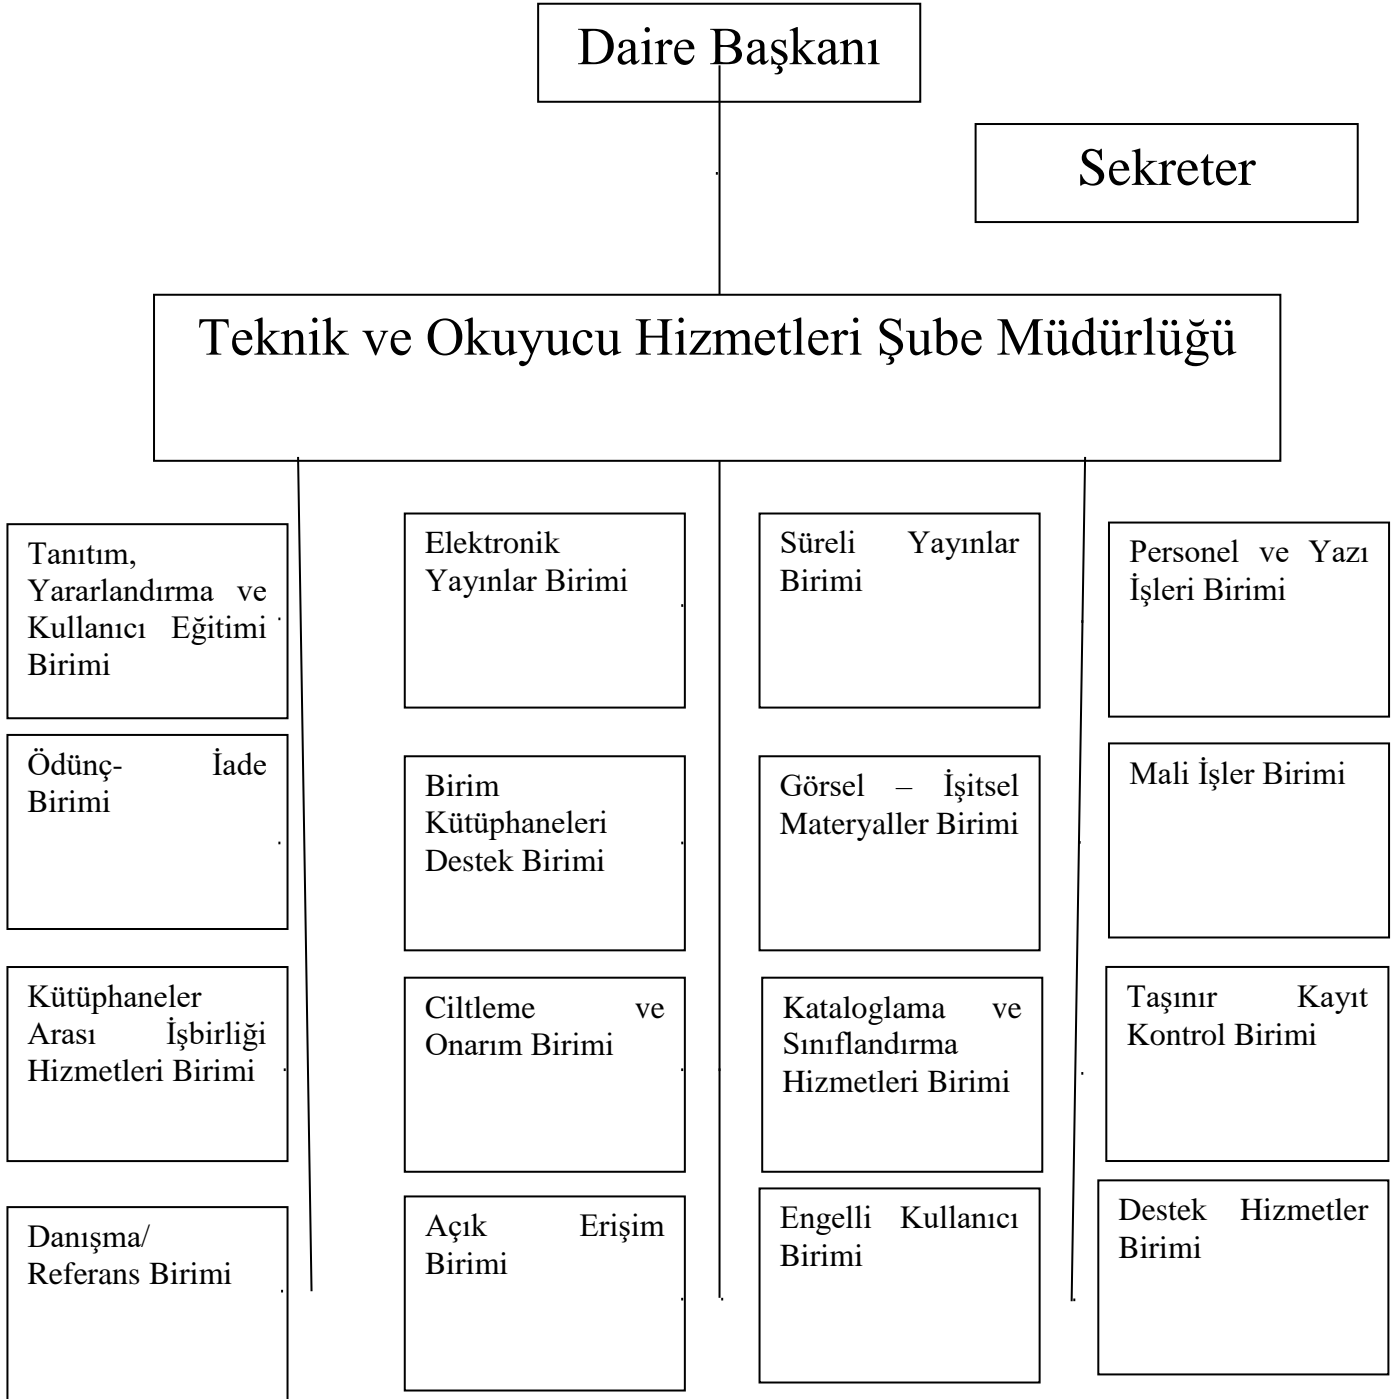 Daire Başkanı
Sekreter
Teknik ve Okuyucu Hizmetleri Şube Müdürlüğü
Tanıtım,
Yararlandırma ve
Kullanıcı Eğitimi
Birimi
Elektronik
Yayınlar Birimi
Süreli Yayınlar
Birimi
Personel ve Yazı
İşleri Birimi
Ödünç- İade
Birimi
Birim
Kütüphaneleri
Destek Birimi
Görsel – İşitsel
Materyaller Birimi
Mali İşler Birimi
Kütüphaneler
Arası İşbirliği
Hizmetleri Birimi
Ciltleme ve
Onarım Birimi
Kataloglama ve
Sınıflandırma
Hizmetleri Birimi
Taşınır Kayıt
Kontrol Birimi
Danışma/
Referans Birimi
Açık Erişim
Birimi
Engelli Kullanıcı
Birimi
Destek Hizmetler
Birimi